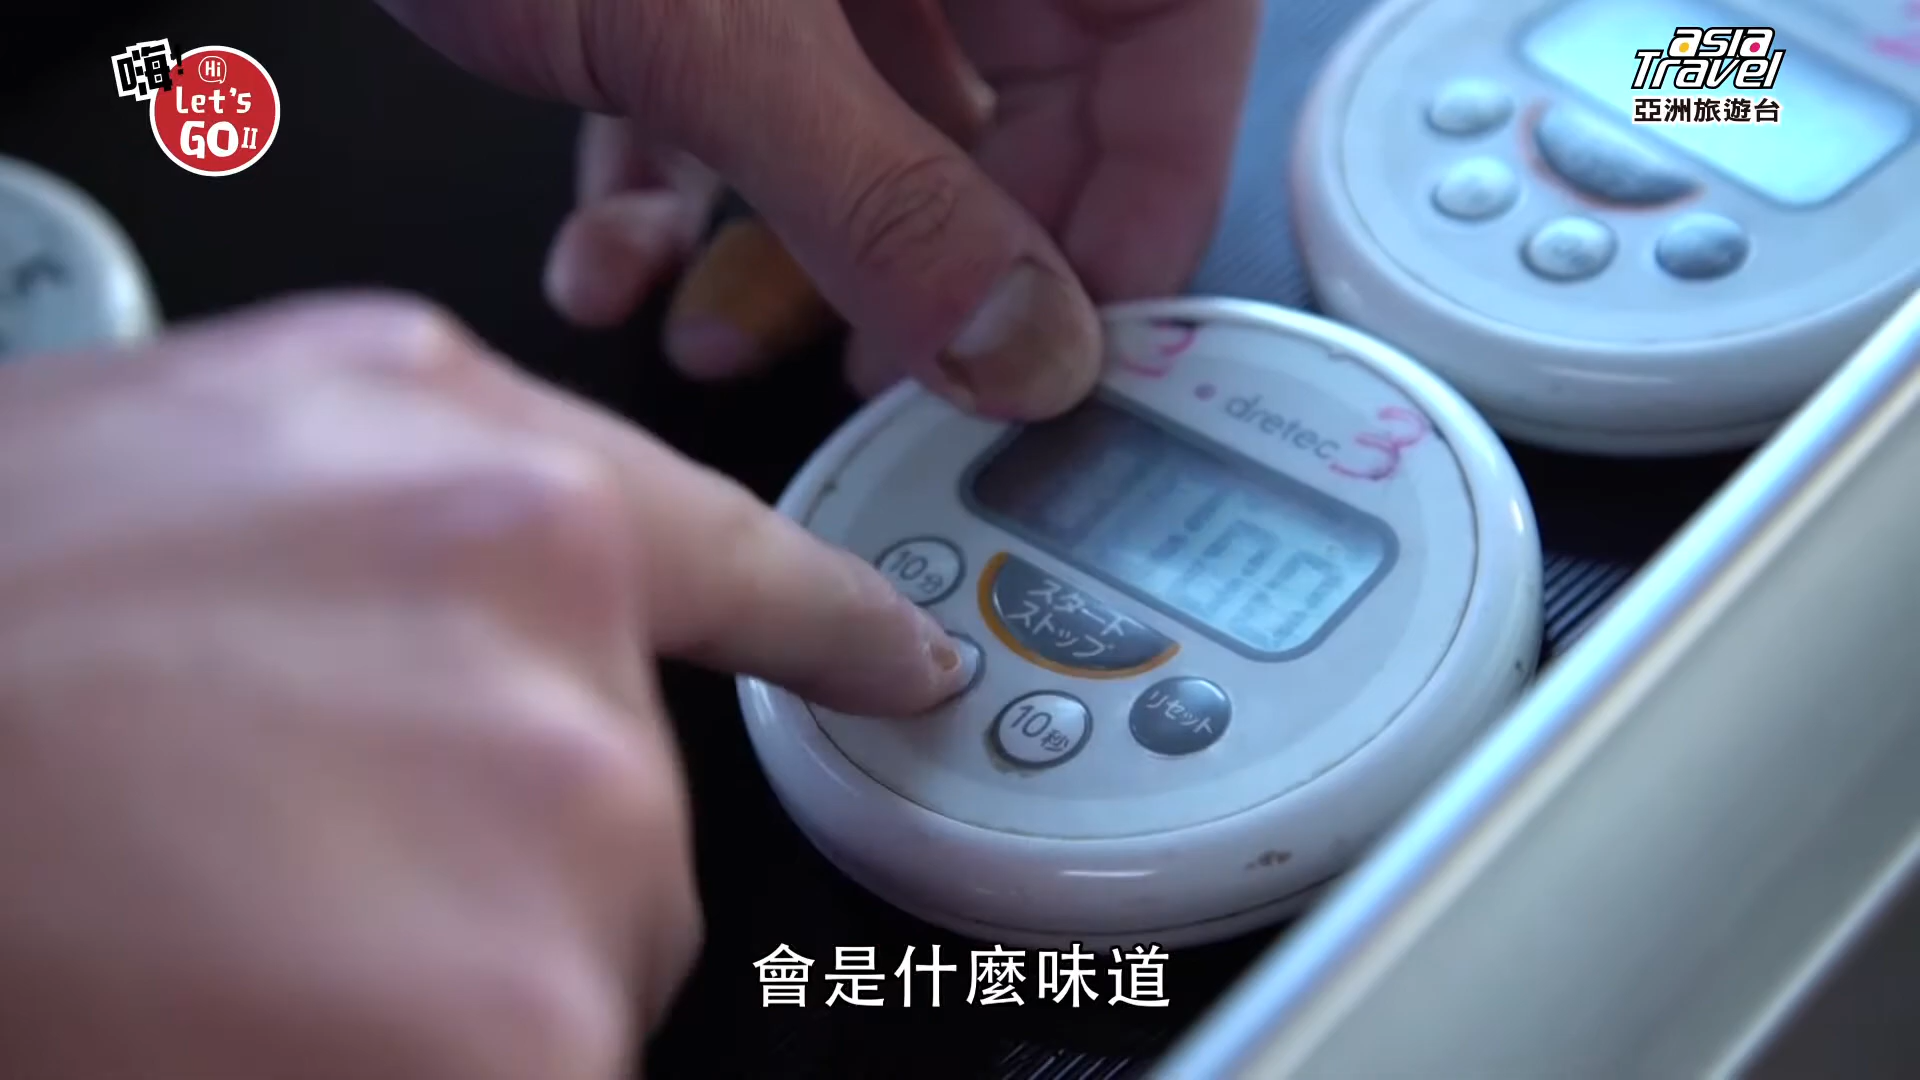 嗨
Hi
Let's
GO II
asia
Travel
亞洲旅遊台
3
dretec
3
10分
スタート
ストップ
10秒
リセット
會是什麼味道